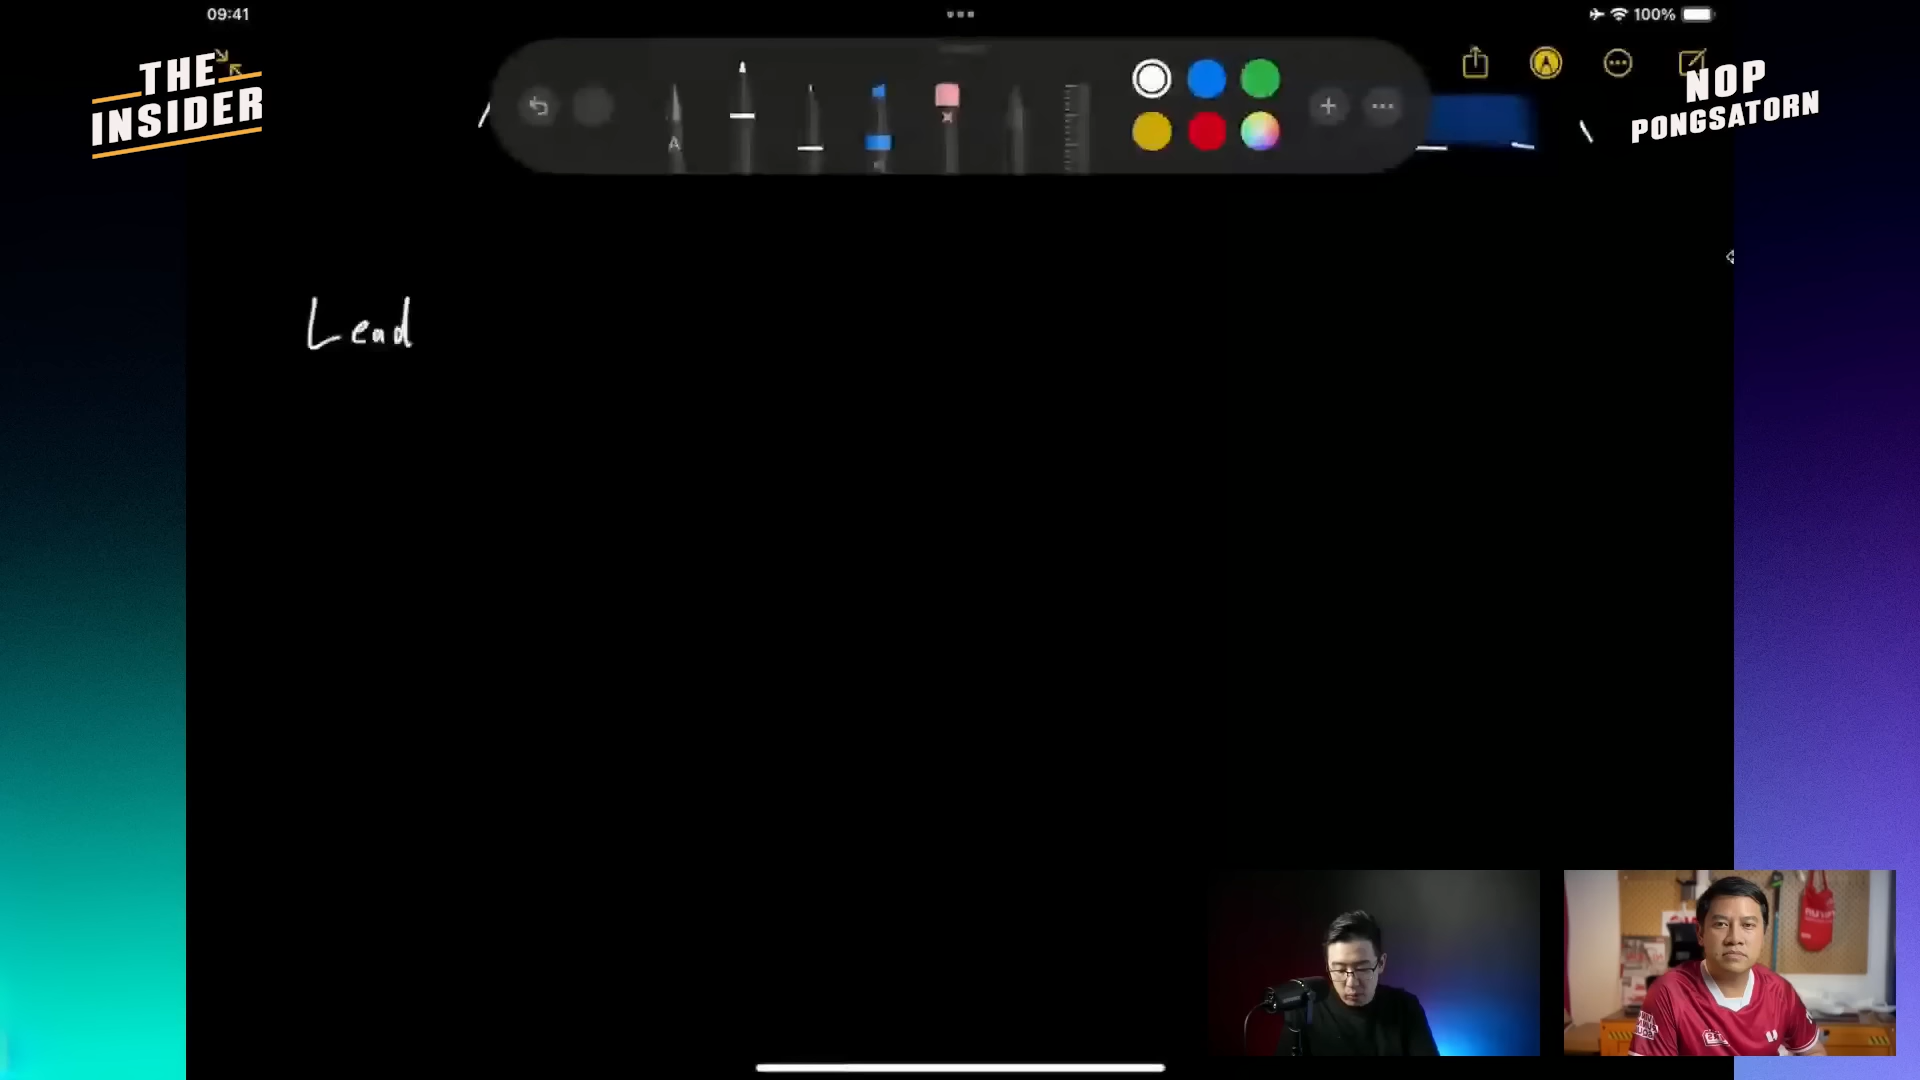 09:41
100%
THE
INSIDER
NOP
PONGSATORN
A
Lead